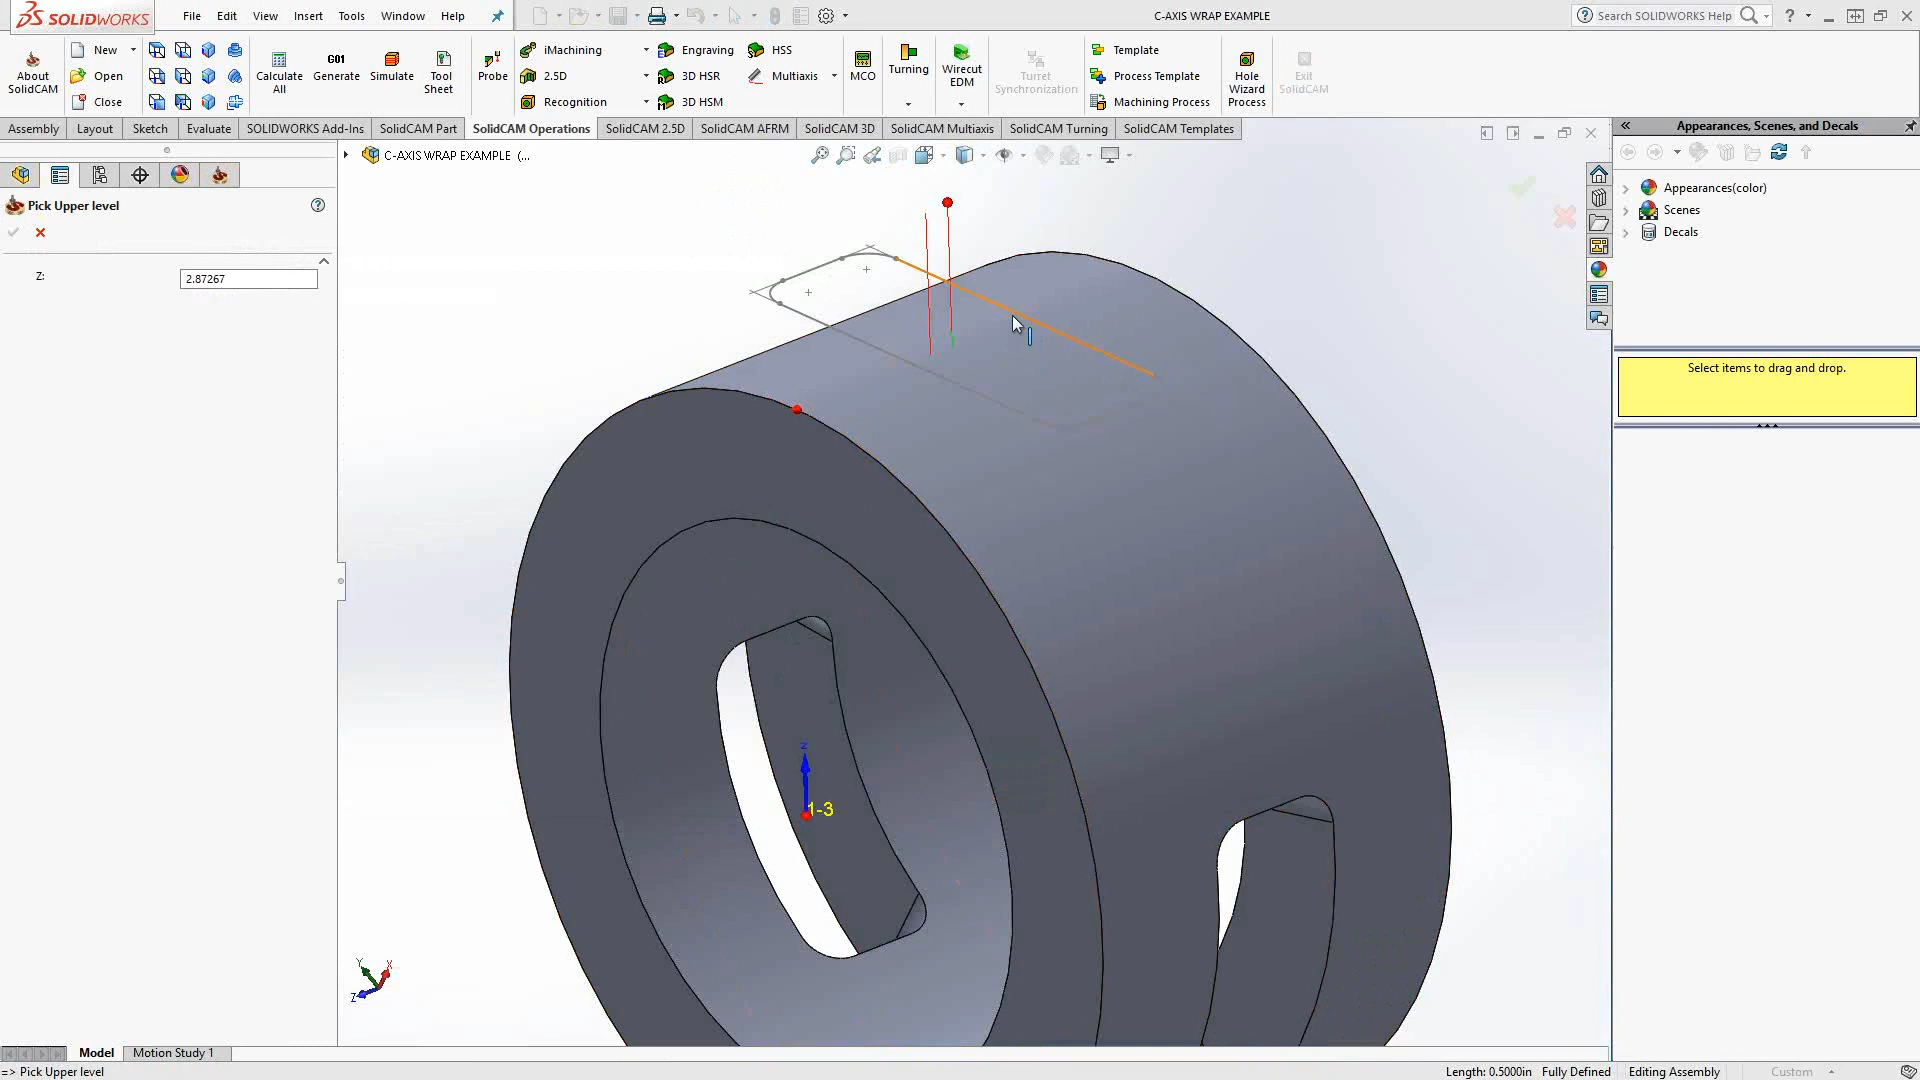 SOLIDWORKS
File Edit View Insert Tools Window Help
C-AXIS WRAP EXAMPLE
Search SOLIDWORKS Help
About SolidCAM
New
Open
Close
Calculate All
G01
Generate
Simulate
Tool Sheet
Probe
iMachining
2.5D
Recognition
Engraving
3D HSR
3D HSM
HSS
Multiaxis
MCO
Turning
Wirecut EDM
Turret Synchronization
Template
Process Template
Machining Process
Hole Wizard Process
Exit SolidCAM
Assembly Layout Sketch Evaluate SOLIDWORKS Add-Ins SolidCAM Part SolidCAM Operations SolidCAM 2.5D SolidCAM AFRM SolidCAM 3D SolidCAM Multiaxis SolidCAM Turning SolidCAM Templates
Appearances, Scenes, and Decals
C-AXIS WRAP EXAMPLE (...
Pick Upper level
Z: 2.87267
Appearances(color)
Scenes
Decals
Select items to drag and drop.
z
1-3
Y X
Z
Model Motion Study 1
=> Pick Upper level
Length: 0.5000in Fully Defined Editing Assembly Custom